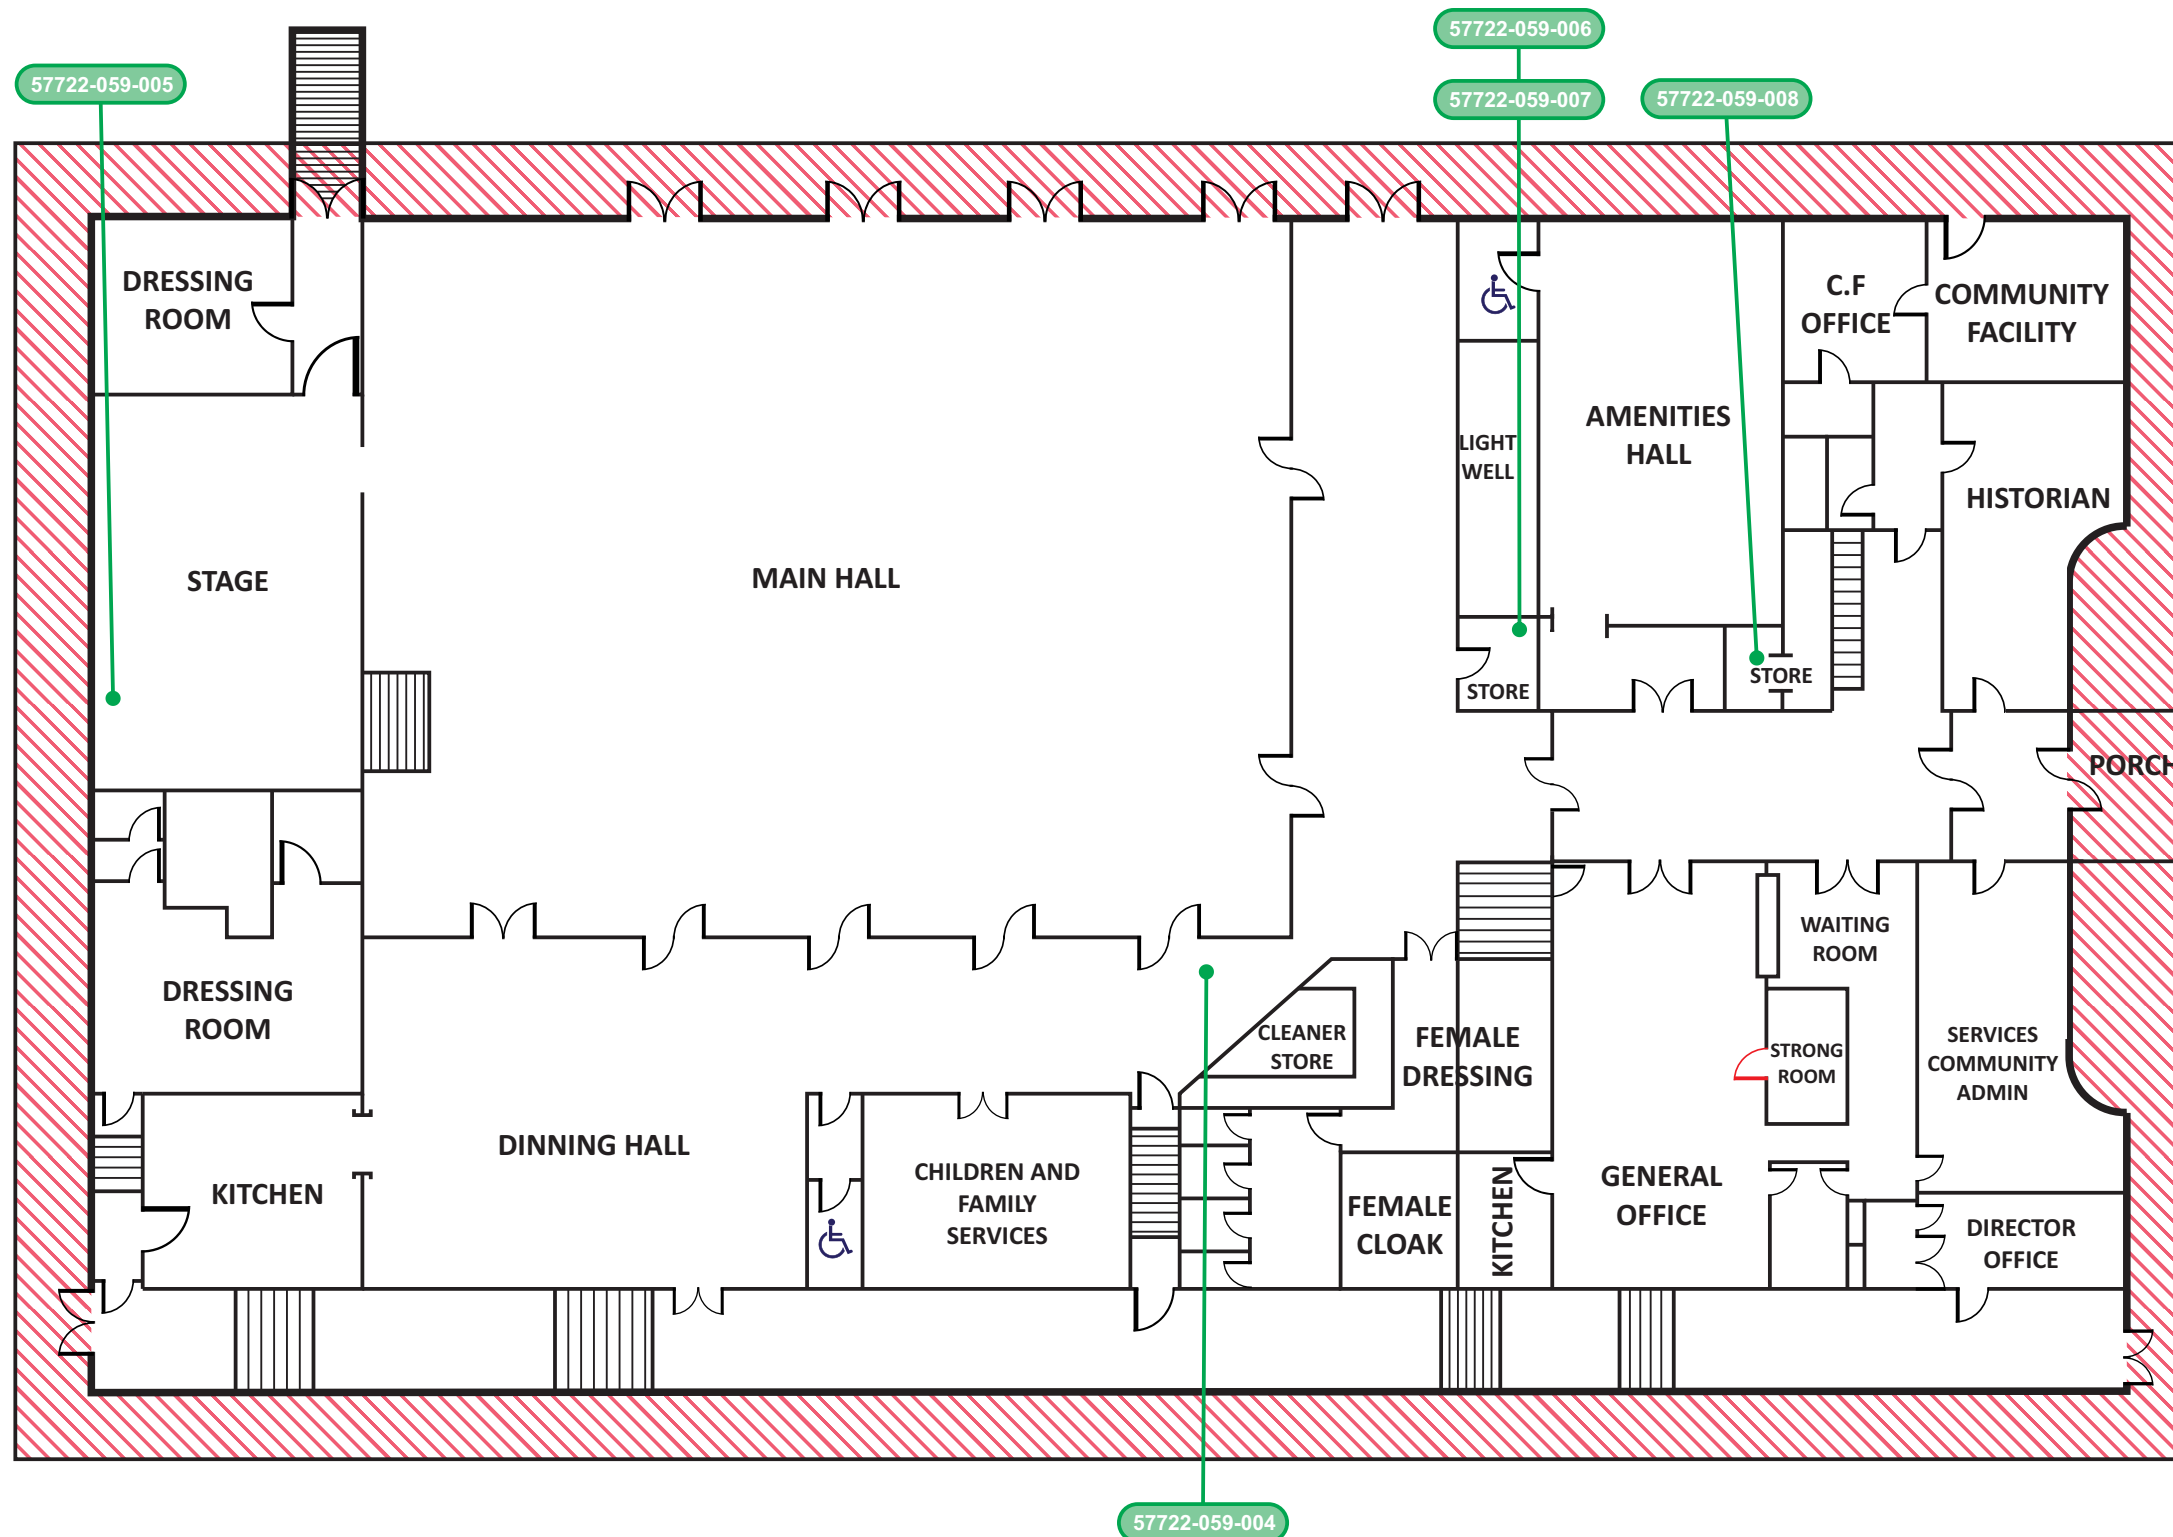 57722-059-006
57722-059-005
57722-059-007
57722-059-008
DRESSING
ROOM
C.F
OFFICE
COMMUNITY
FACILITY
AMENITIES
HALL
LIGHT
WELL
HISTORIAN
STAGE
MAIN HALL
STORE
STORE
PORCH
WAITING
ROOM
DRESSING
ROOM
CLEANER
STORE
FEMALE
DRESSING
STRONG
ROOM
SERVICES
COMMUNITY
ADMIN
DINNING HALL
KITCHEN
CHILDREN AND
FAMILY
SERVICES
FEMALE
CLOAK
KITCHEN
GENERAL
OFFICE
DIRECTOR
OFFICE
57722-059-004